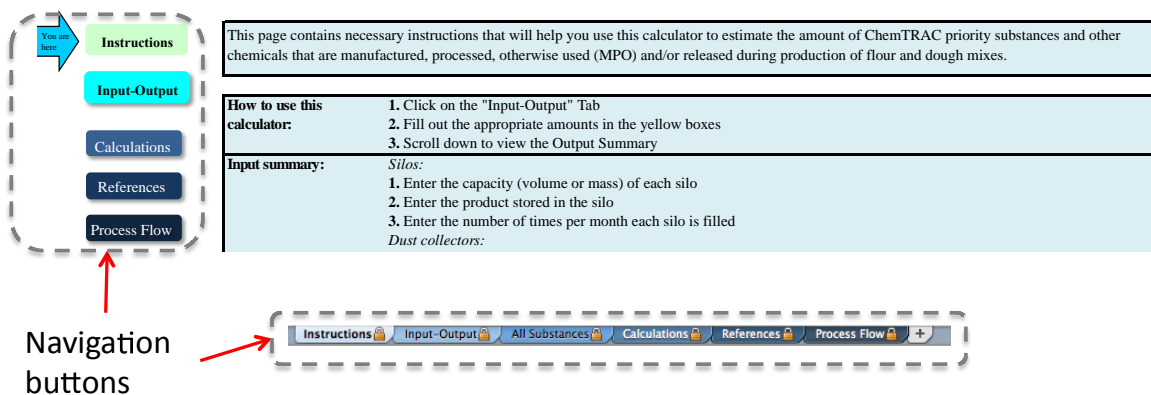 You are
here
Instructions
Input-Output
Calculations
References
Process Flow
This page contains necessary instructions that will help you use this calculator to estimate the amount of ChemTRAC priority substances and other
chemicals that are manufactured, processed, otherwise used (MPO) and/or released during production of flour and dough mixes.
How to use this
calculator:
1. Click on the "Input-Output" Tab
2. Fill out the appropriate amounts in the yellow boxes
3. Scroll down to view the Output Summary
Input summary:
Silos:
1. Enter the capacity (volume or mass) of each silo
2. Enter the product stored in the silo
3. Enter the number of times per month each silo is filled
Dust collectors:
Navigation
buttons
Instructions Input-Output All Substances Calculations References Process Flow +